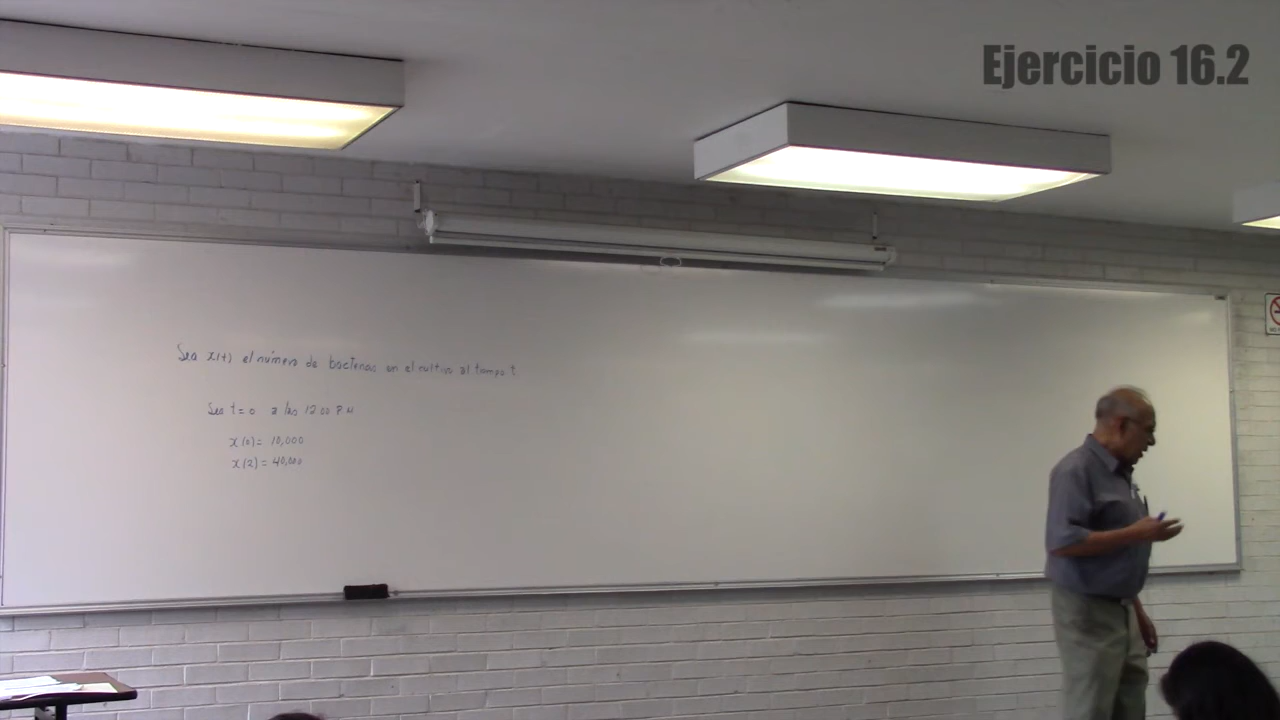 Ejercicio 16.2
Sea x(t) el número de bacterias en el cultivo al tiempo t
Sea t=0 a las 12:00 P.M
x(0)= 10,000
x(2) = 40,000